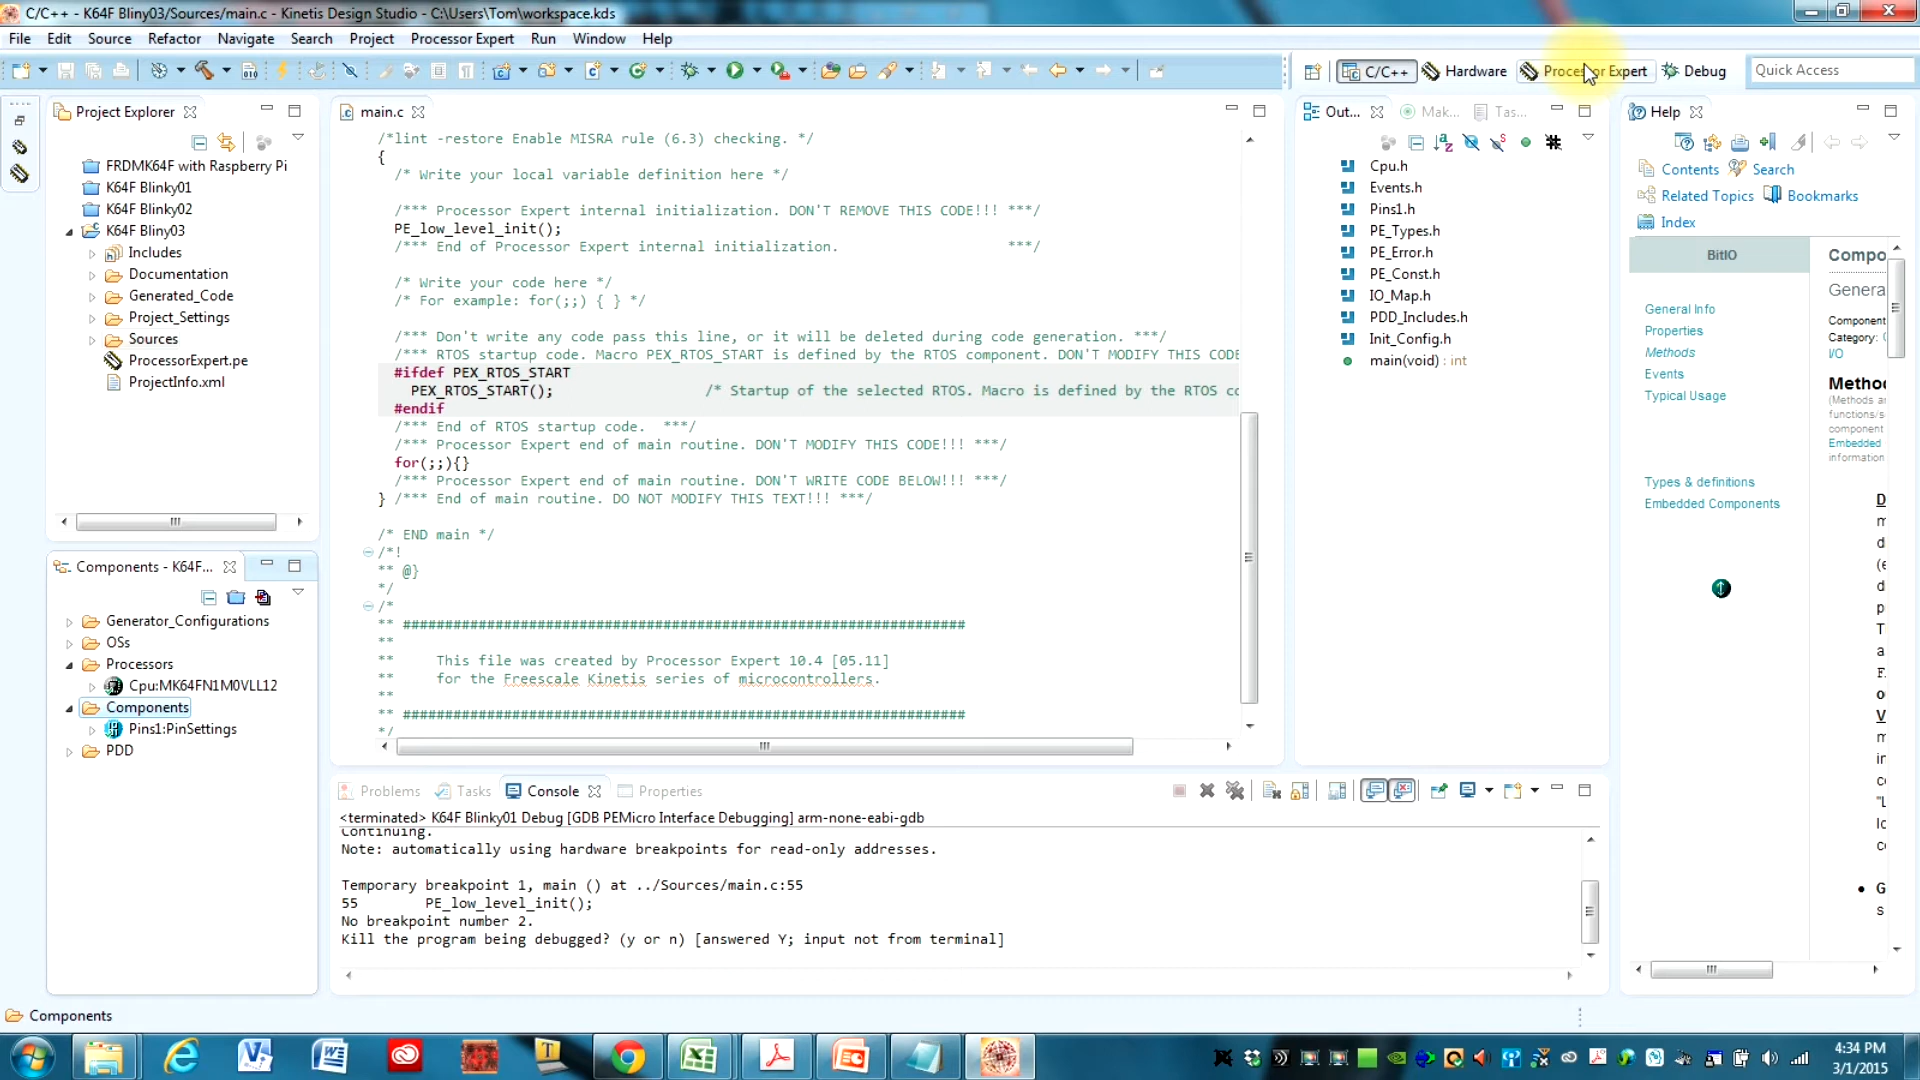 C/C++ - K64F Bliny03/Sources/main.c - Kinetis Design Studio - C:\Users\Tom\workspace.kds
File Edit Source Refactor Navigate Search Project Processor Expert Run Window Help
C/C++ Hardware Processor Expert Debug Quick Access
Project Explorer
FRDMK64F with Raspberry Pi
K64F Blinky01
K64F Blinky02
K64F Bliny03
Includes
Documentation
Generated_Code
Project_Settings
Sources
ProcessorExpert.pe
ProjectInfo.xml
Components - K64F...
Generator_Configurations
OSs
Processors
Cpu:MK64FN1M0VLL12
Components
Pins1:PinSettings
PDD
main.c
/*lint -restore Enable MISRA rule (6.3) checking. */
{
/* Write your local variable definition here */
/*** Processor Expert internal initialization. DON'T REMOVE THIS CODE!!! ***/
PE_low_level_init();
/*** End of Processor Expert internal initialization. ***/
/* Write your code here */
/* For example: for(;;) { } */
/*** Don't write any code pass this line, or it will be deleted during code generation. ***/
/*** RTOS startup code. Macro PEX_RTOS_START is defined by the RTOS component. DON'T MODIFY THIS CODE
#ifdef PEX_RTOS_START
PEX_RTOS_START(); /* Startup of the selected RTOS. Macro is defined by the RTOS co
#endif
/*** End of RTOS startup code. ***/
/*** Processor Expert end of main routine. DON'T MODIFY THIS CODE!!! ***/
for(;;){}
/*** Processor Expert end of main routine. DON'T WRITE CODE BELOW!!! ***/
} /*** End of main routine. DO NOT MODIFY THIS TEXT!!! ***/
/* END main */
/*!
** @}
*/
/*
** ###################################################################
**
** This file was created by Processor Expert 10.4 [05.11]
** for the Freescale Kinetis series of microcontrollers.
**
** ###################################################################
*/
Out... Mak... Tas...
Cpu.h
Events.h
Pins1.h
PE_Types.h
PE_Error.h
PE_Const.h
IO_Map.h
PDD_Includes.h
Init_Config.h
main(void) : int
Help
Contents Search
Related Topics Bookmarks
Index
BitIO
General Info
Properties
Methods
Events
Typical Usage
Types & definitions
Embedded Components
Compo
Genera
Component
Category:
I/O
Metho
(Methods a
functions/s
component
Embedded
information
D
m
d
(e
d
p
T
a
o
V
m
in
c
"L
lo
c
G
s
Problems Tasks Console Properties
<terminated> K64F Blinky01 Debug [GDB PEMicro Interface Debugging] arm-none-eabi-gdb
Continuing.
Note: automatically using hardware breakpoints for read-only addresses.
Temporary breakpoint 1, main () at ../Sources/main.c:55
55 PE_low_level_init();
No breakpoint number 2.
Kill the program being debugged? (y or n) [answered Y; input not from terminal]
Components
4:34 PM
3/1/2015